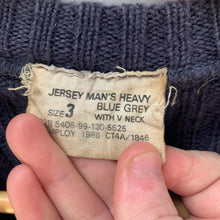 JERSEY MAN'S HEAVY
BLUE GREY
SIZE 3 WITH V NECK
8405-99-130-5525
1986 CT4A/1846